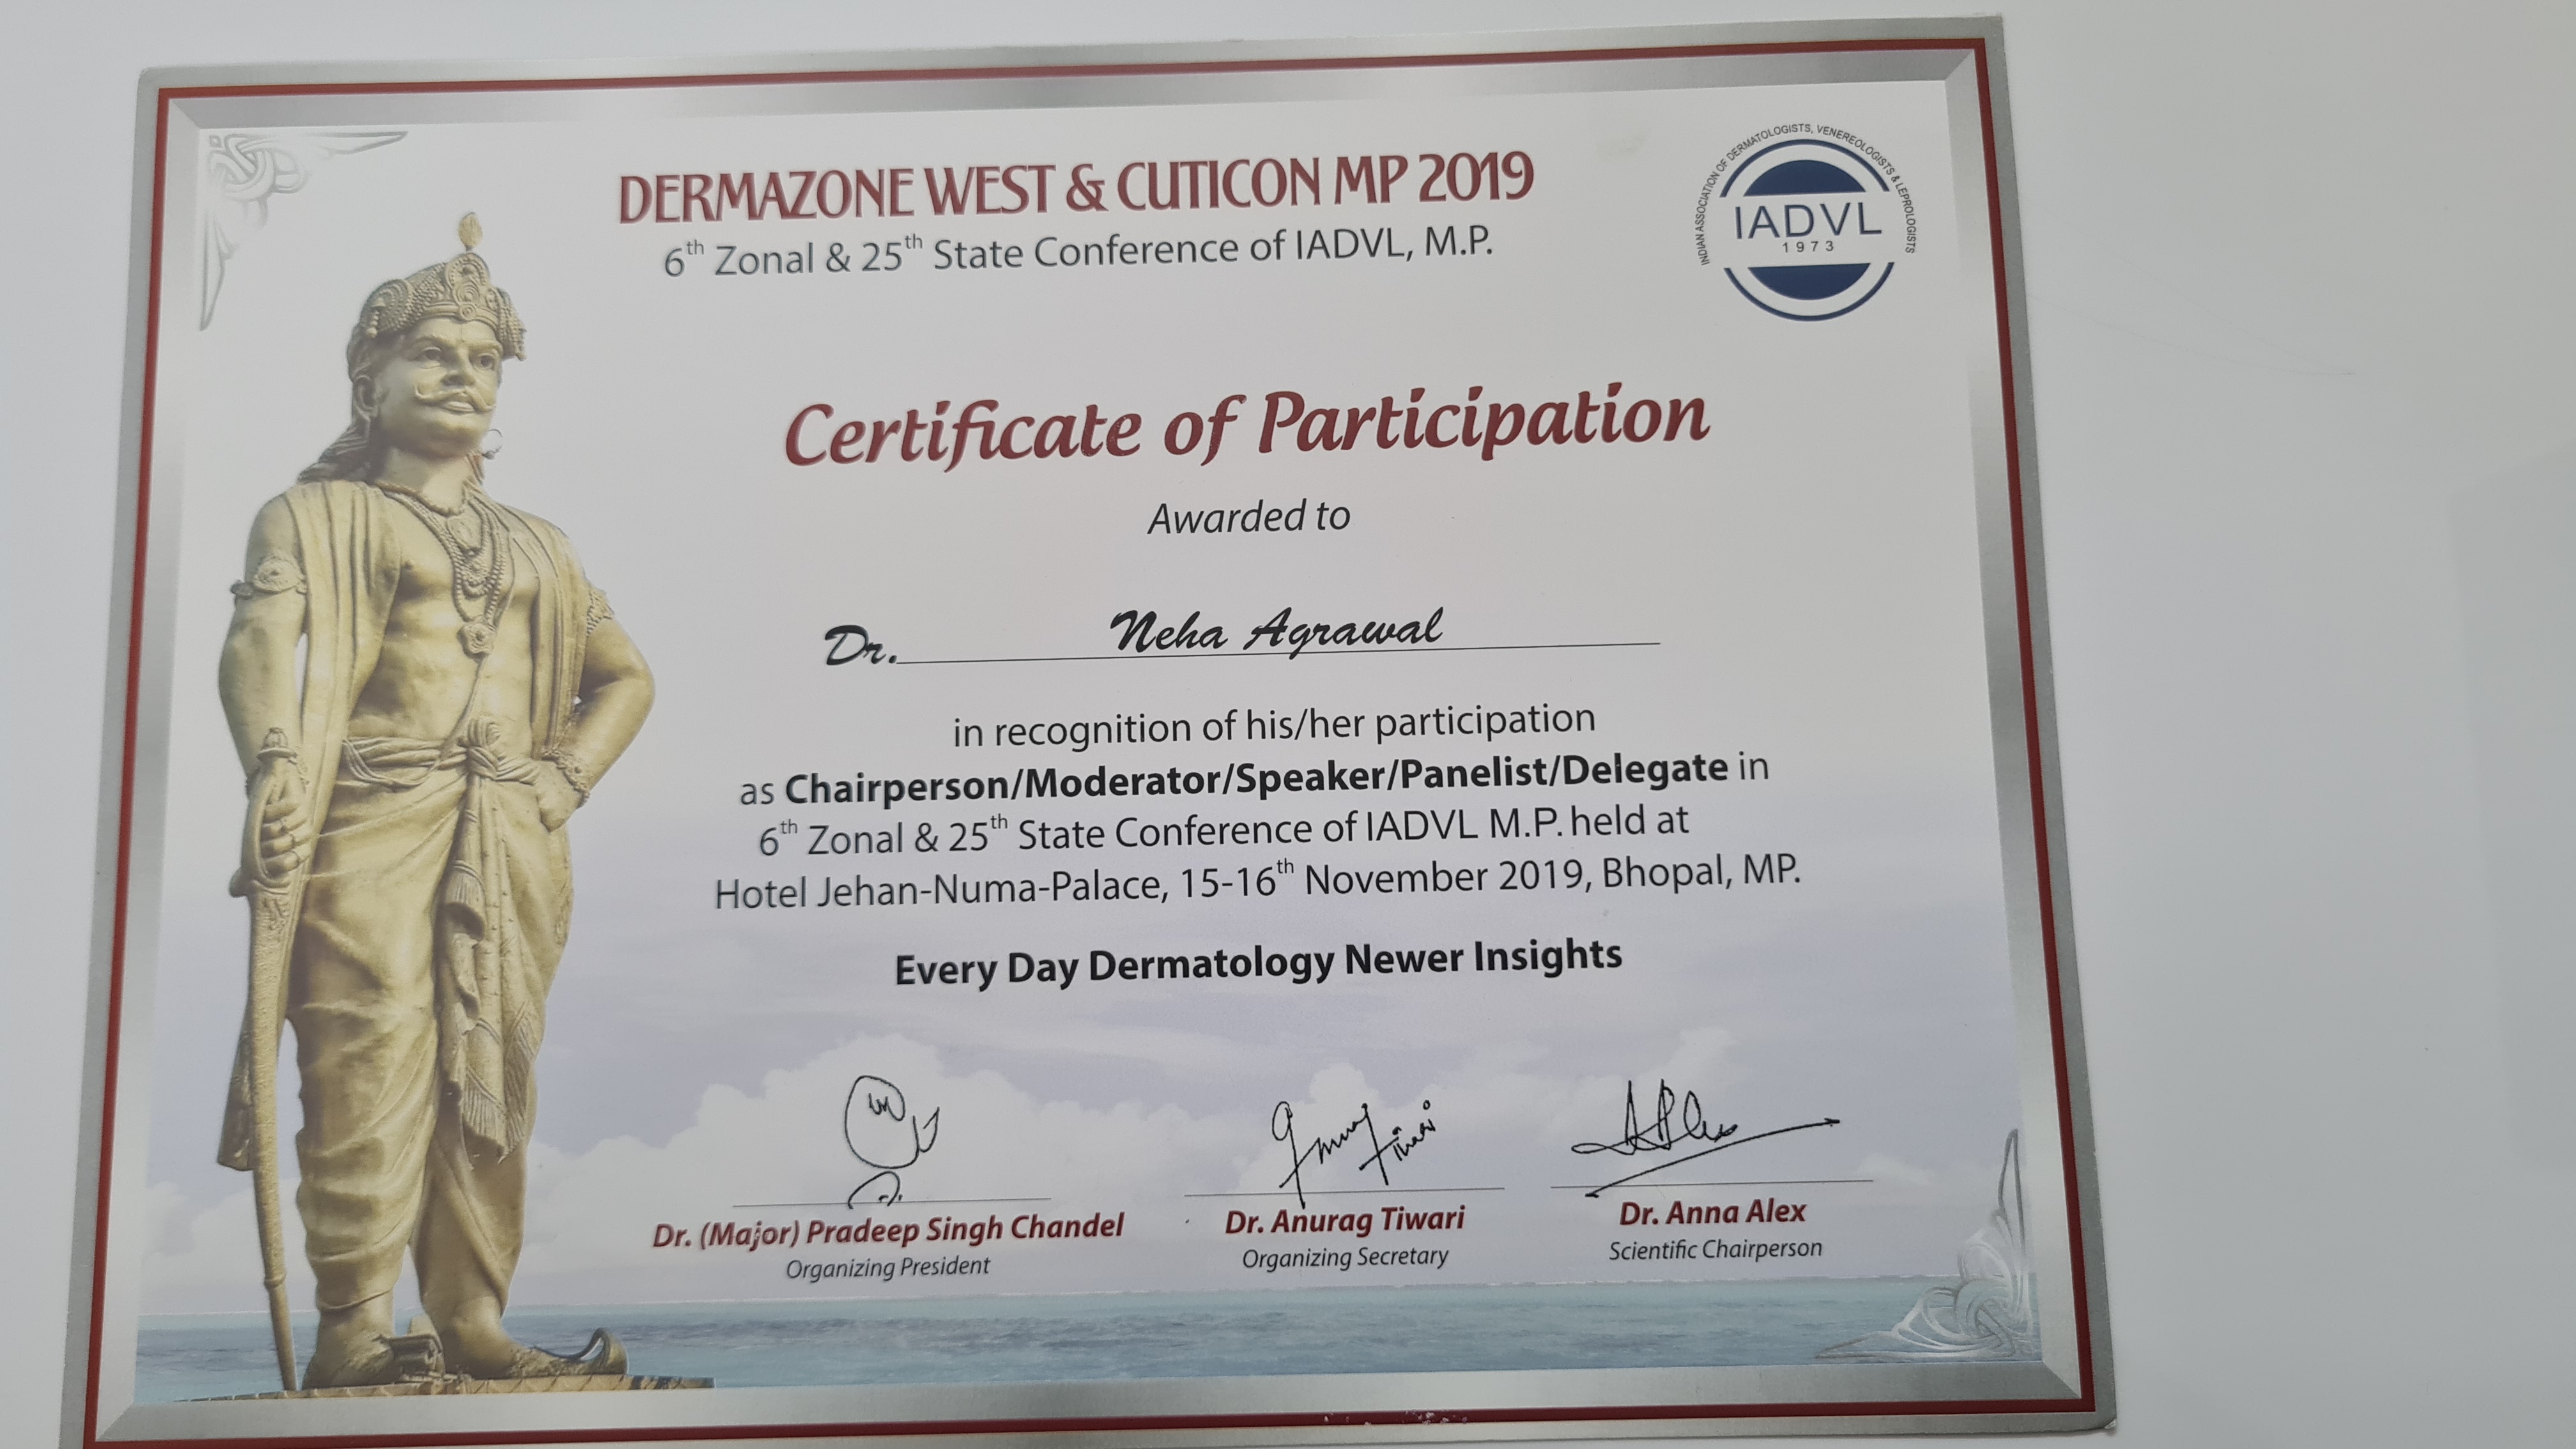 DERMAZONE WEST & CUTICON MP 2019
6th Zonal & 25th State Conference of IADVL, M.P.
INDIAN ASSOCIATION OF DERMATOLOGISTS, VENEREOLOGISTS & LEPROLOGISTS
IADVL
1973
Certificate of Participation
Awarded to
Dr. Neha Agrawal
in recognition of his/her participation
as Chairperson/Moderator/Speaker/Panelist/Delegate in
6th Zonal & 25th State Conference of IADVL M.P. held at
Hotel Jehan-Numa-Palace, 15-16th November 2019, Bhopal, MP.
Every Day Dermatology Newer Insights
Dr. (Major) Pradeep Singh Chandel
Organizing President
Dr. Anurag Tiwari
Organizing Secretary
Dr. Anna Alex
Scientific Chairperson